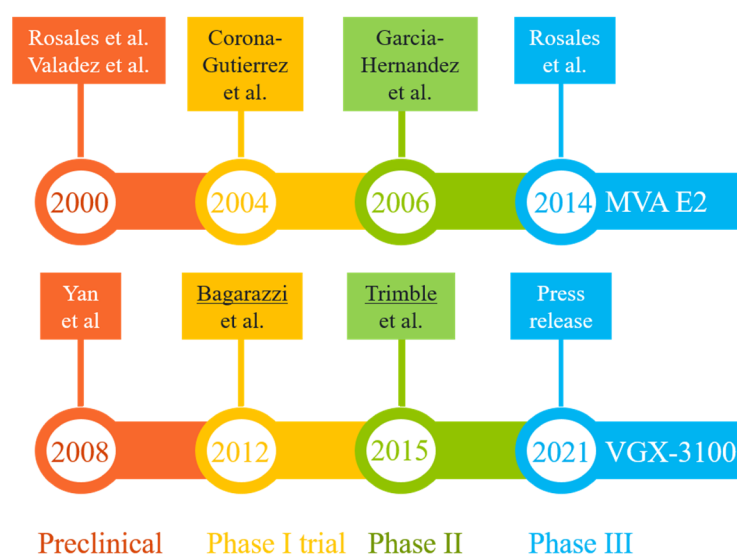 Rosales et al.
Valadez et al.
Corona-
Gutierrez
et al.
Garcia-
Hernandez
et al.
Rosales
et al.
2000
2004
2006
2014
MVA E2
Yan
et al
Bagarazzi
et al.
Trimble
et al.
Press
release
2008
2012
2015
2021
VGX-3100
Preclinical
Phase I trial
Phase II
Phase III